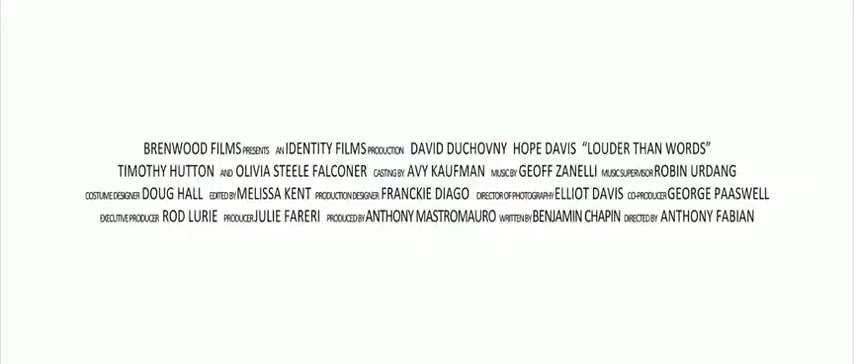 BRENWOOD FILMS PRESENTS AN IDENTITY FILMS PRODUCTION DAVID DUCHOVNY HOPE DAVIS “LOUDER THAN WORDS”
TIMOTHY HUTTON AND OLIVIA STEELE FALCONER CASTING BY AVY KAUFMAN MUSIC BY GEOFF ZANELLI MUSIC SUPERVISOR ROBIN URDANG
COSTUME DESIGNER DOUG HALL EDITED BY MELISSA KENT PRODUCTION DESIGNER FRANCKIE DIAGO DIRECTOR OF PHOTOGRAPHY ELLIOT DAVIS CO-PRODUCER GEORGE PAASWELL
EXECUTIVE PRODUCER ROD LURIE PRODUCER JULIE FARERI PRODUCED BY ANTHONY MASTROMAURO WRITTEN BY BENJAMIN CHAPIN DIRECTED BY ANTHONY FABIAN